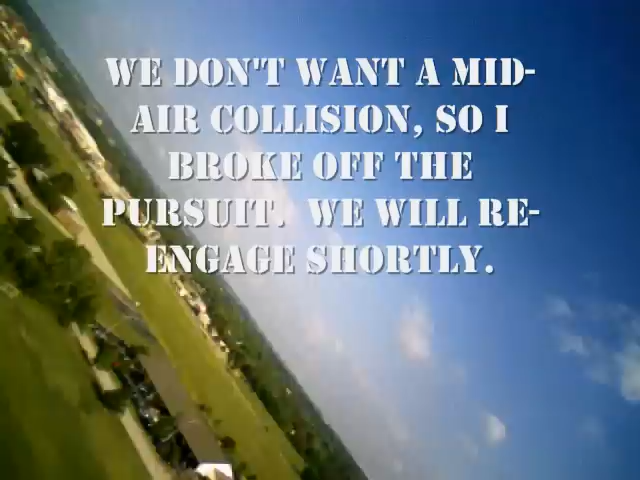 WE DON'T WANT A MID-
AIR COLLISION, SO I
BROKE OFF THE
PURSUIT.  WE WILL RE-
ENGAGE SHORTLY.